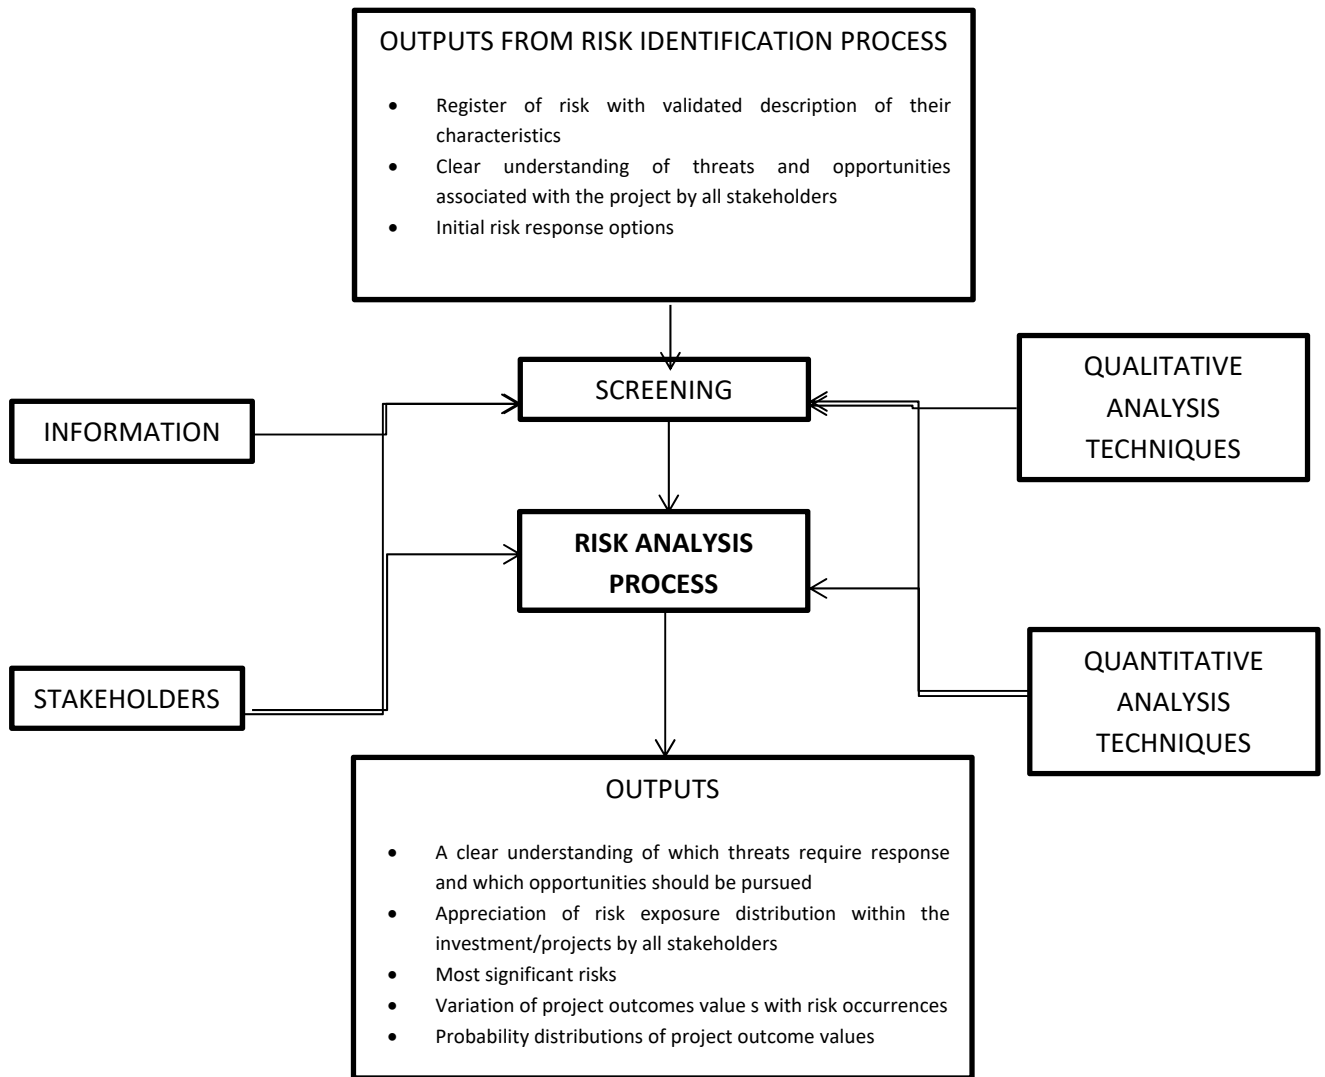 OUTPUTS FROM RISK IDENTIFICATION PROCESS
• Register of risk with validated description of their
characteristics
• Clear understanding of threats and opportunities
associated with the project by all stakeholders
• Initial risk response options
SCREENING
QUALITATIVE
ANALYSIS
TECHNIQUES
INFORMATION
RISK ANALYSIS
PROCESS
STAKEHOLDERS
QUANTITATIVE
ANALYSIS
TECHNIQUES
OUTPUTS
• A clear understanding of which threats require response
and which opportunities should be pursued
• Appreciation of risk exposure distribution within the
investment/projects by all stakeholders
• Most significant risks
• Variation of project outcomes value s with risk occurrences
• Probability distributions of project outcome values